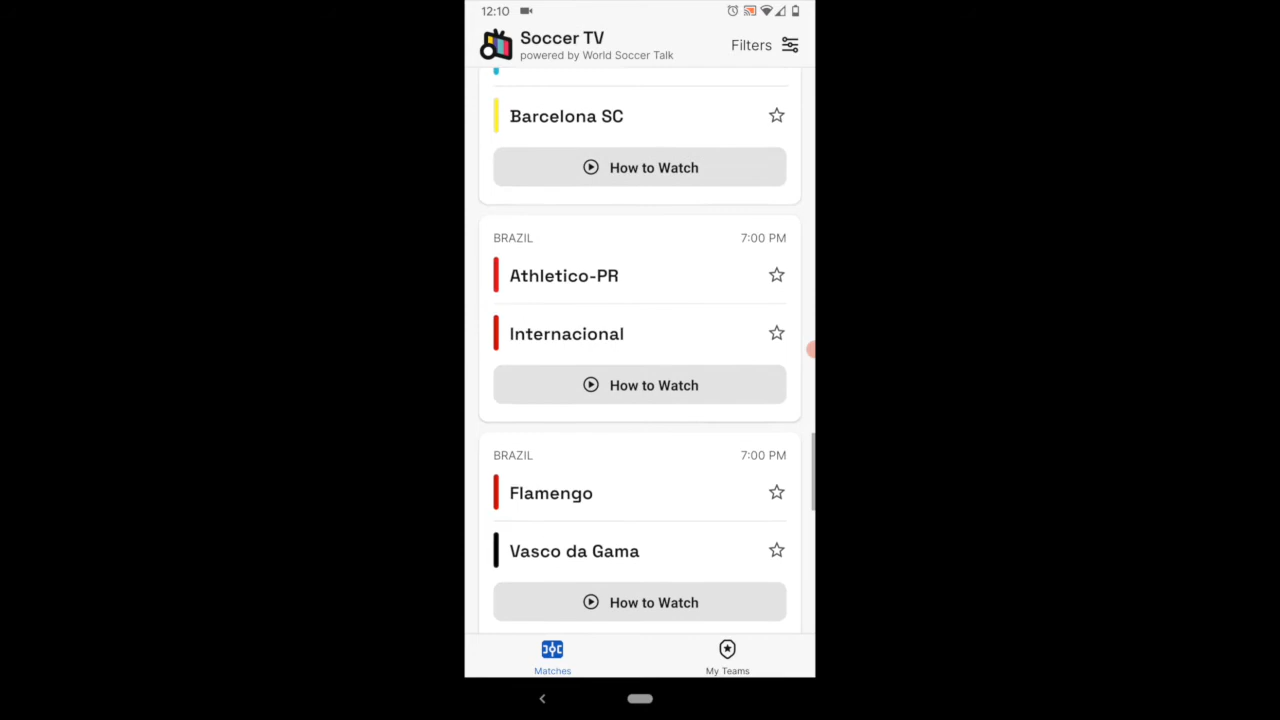 12:10
Soccer TV
powered by World Soccer Talk
Filters
Barcelona SC
How to Watch
BRAZIL 7:00 PM
Athletico-PR
Internacional
How to Watch
BRAZIL 7:00 PM
Flamengo
Vasco da Gama
How to Watch
Matches My Teams